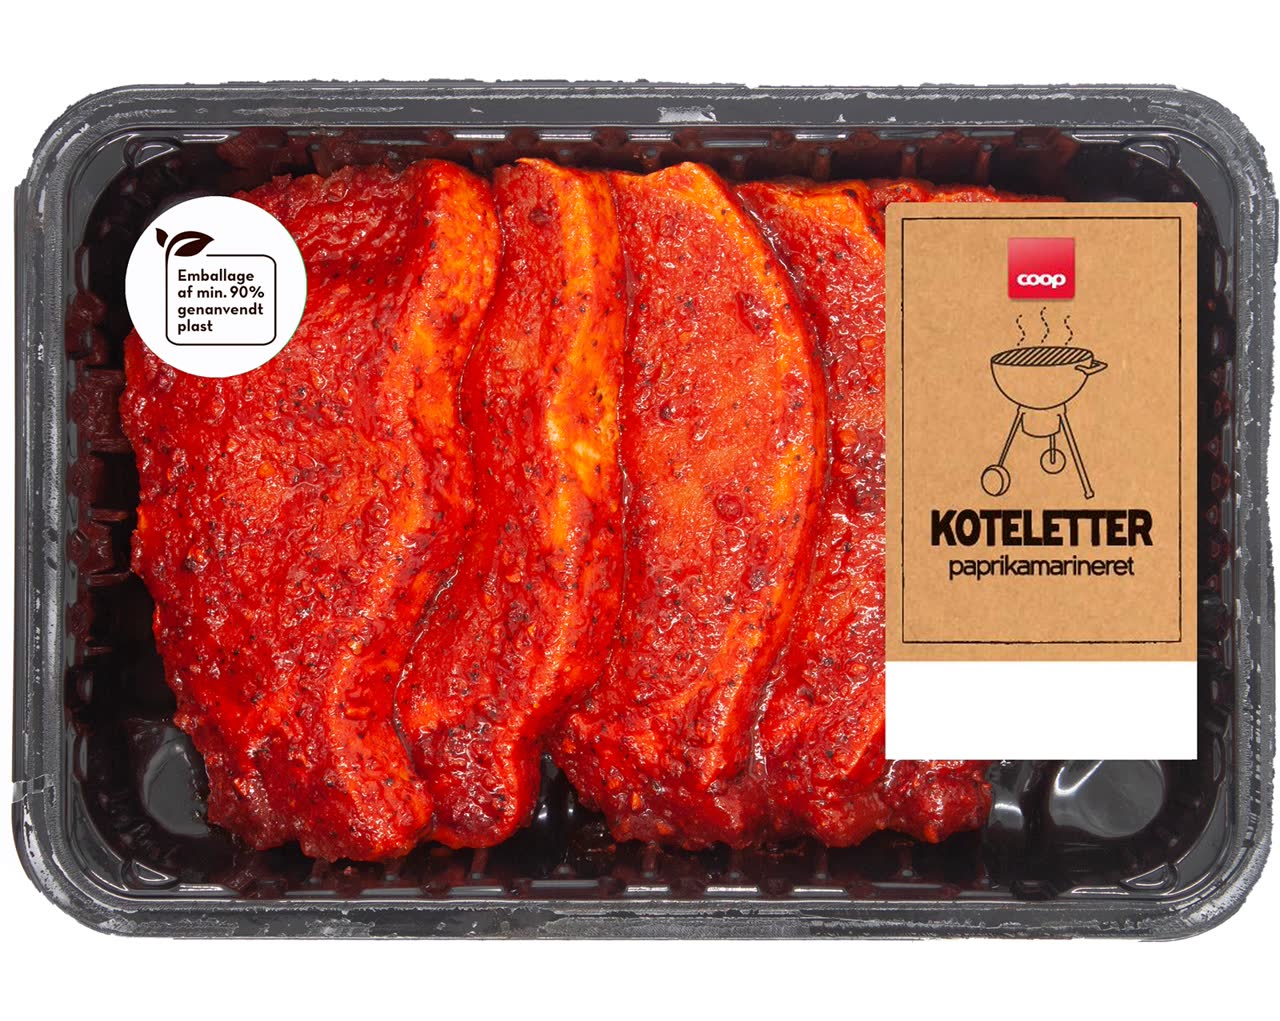 Emballage
af min. 90%
genanvendt
plast
coop
KOTELETTER
paprikamarineret